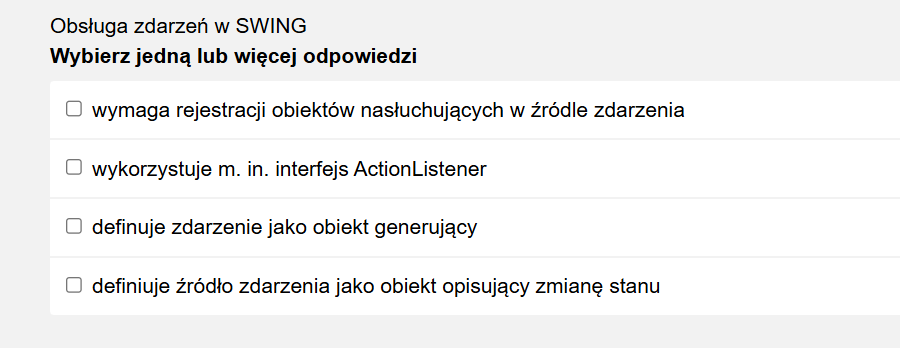 Obsługa zdarzeń w SWING
Wybierz jedną lub więcej odpowiedzi
wymaga rejestracji obiektów nasłuchujących w źródle zdarzenia
wykorzystuje m. in. interfejs ActionListener
definuje zdarzenie jako obiekt generujący
definiuje źródło zdarzenia jako obiekt opisujący zmianę stanu